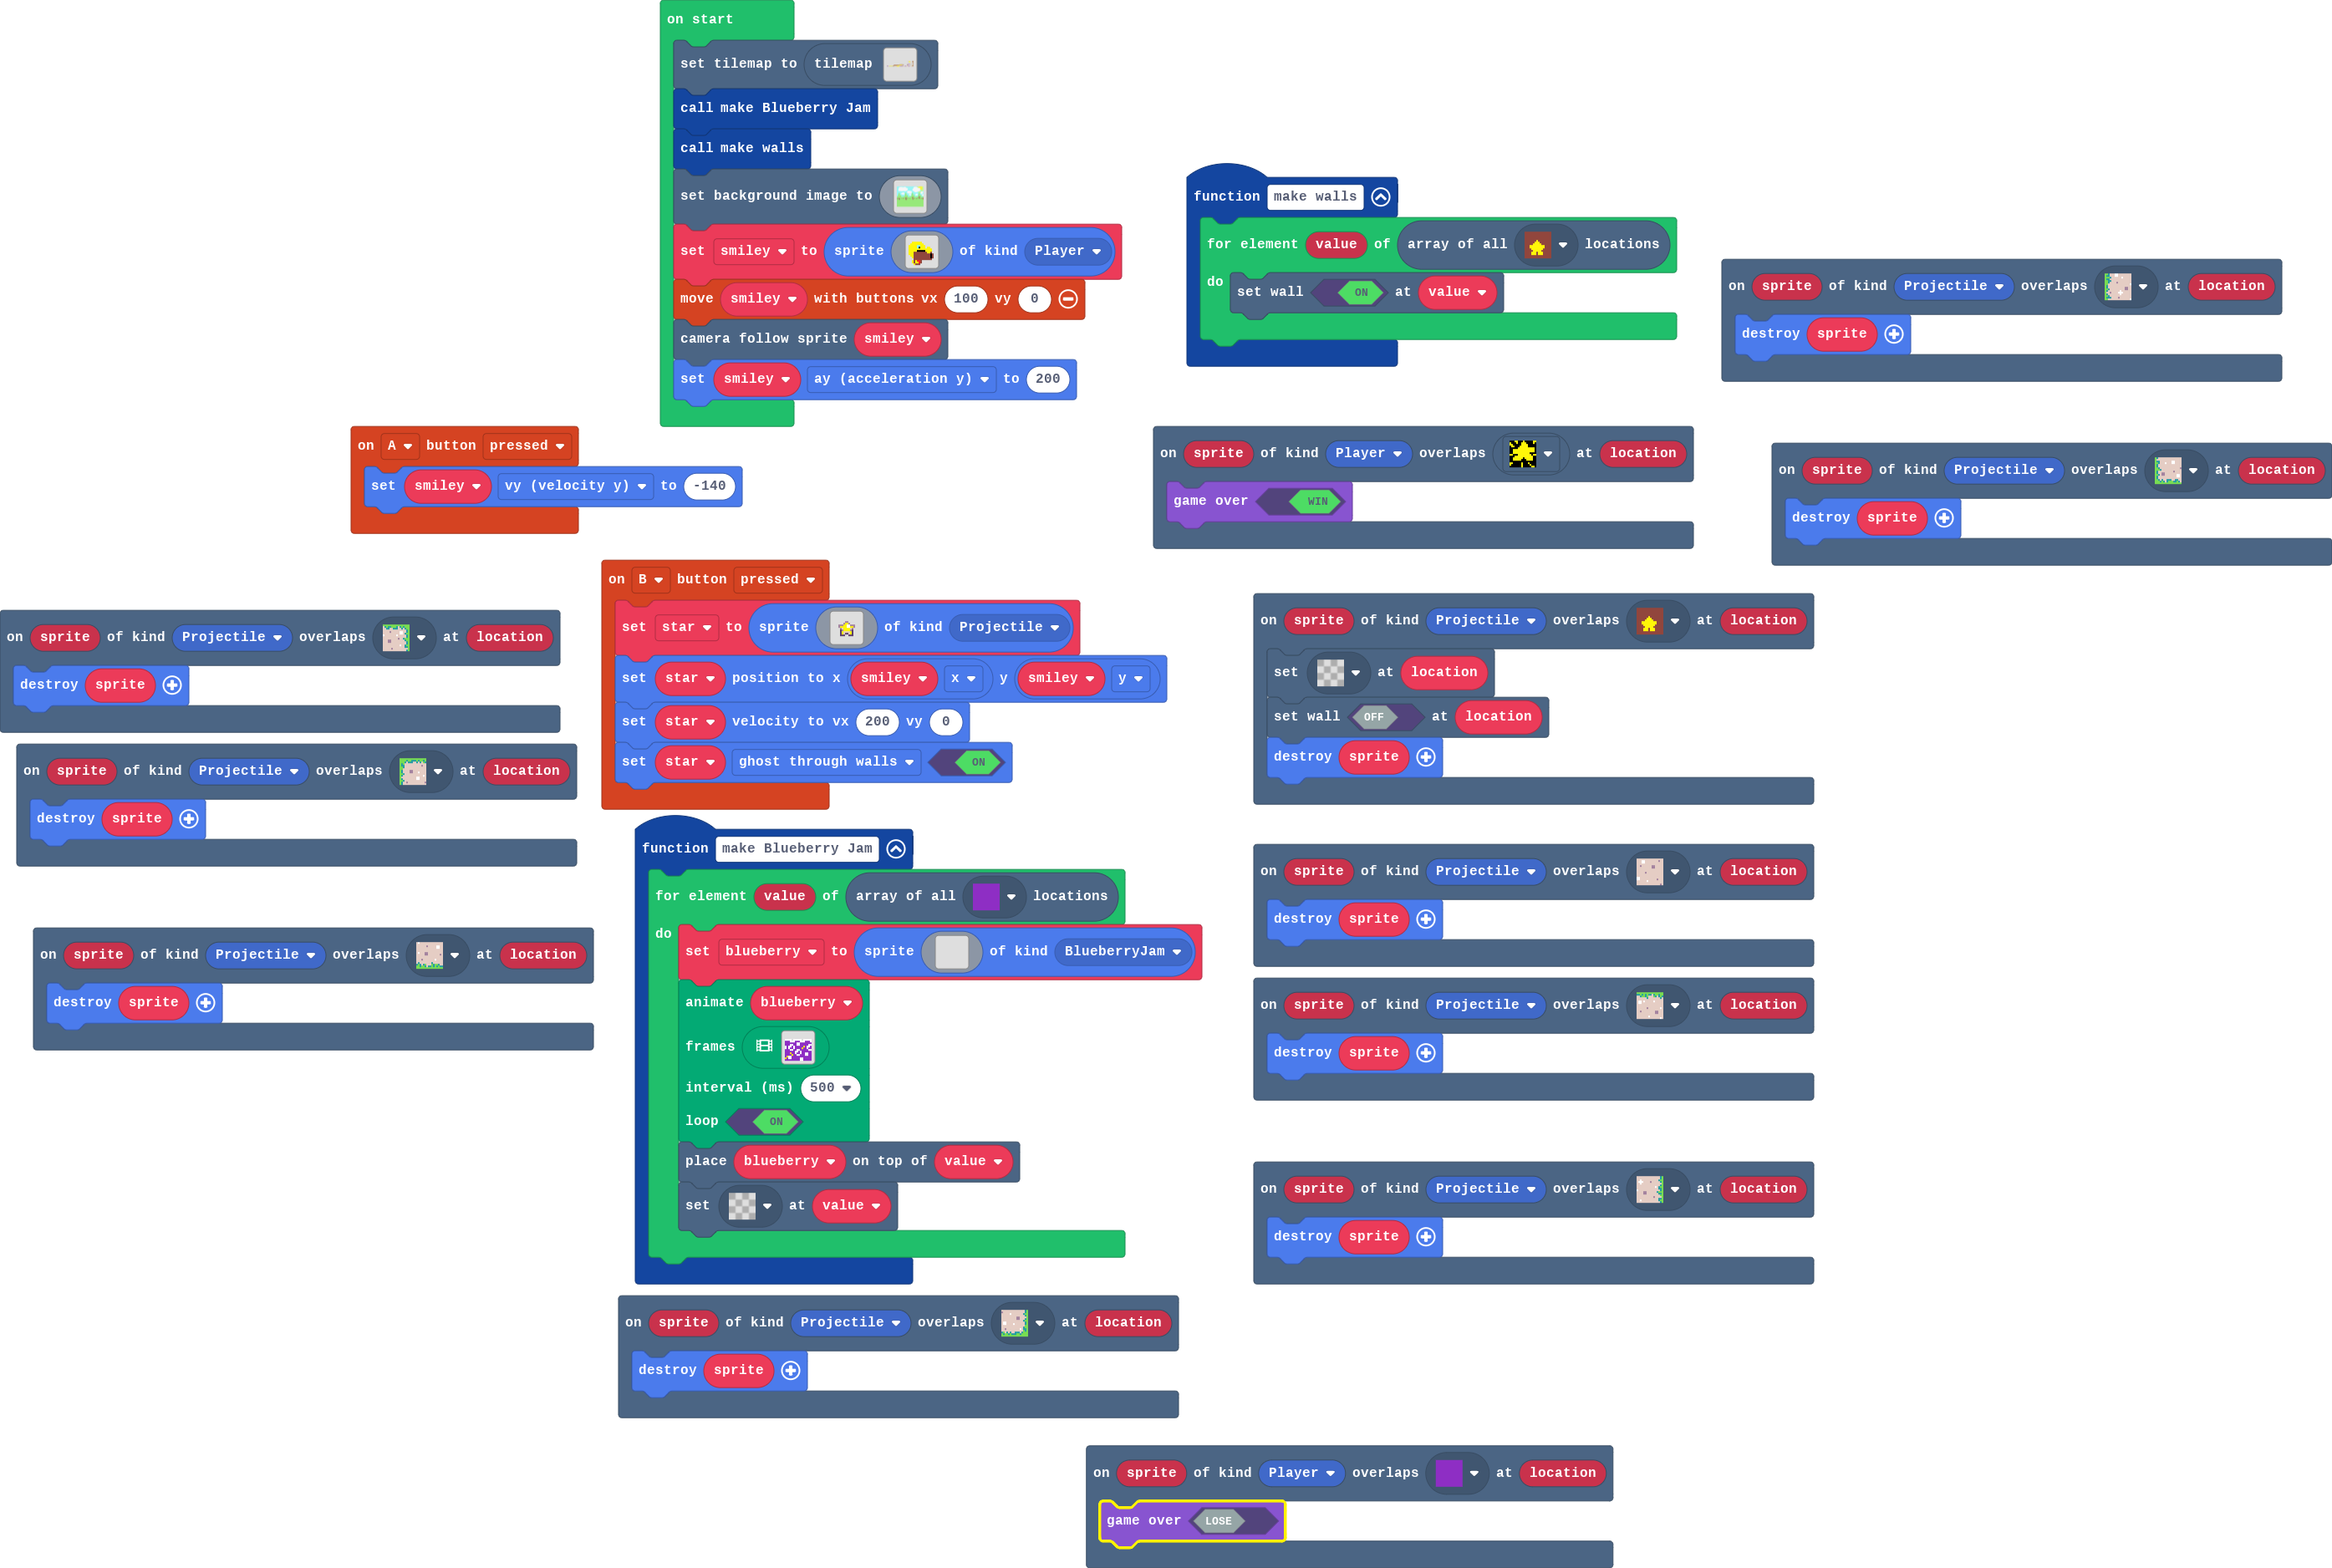 on start
set tilemap to tilemap
call make Blueberry Jam
call make walls
set background image to
set smiley to sprite of kind Player
move smiley with buttons vx 100 vy 0
camera follow sprite smiley
set smiley ay (acceleration y) to 200
function make walls
for element value of array of all locations
do set wall ON at value
on sprite of kind Projectile overlaps at location
destroy sprite
on A button pressed
set smiley vy (velocity y) to -140
on sprite of kind Player overlaps at location
game over WIN
on sprite of kind Projectile overlaps at location
destroy sprite
on B button pressed
set star to sprite of kind Projectile
set star position to x smiley x y smiley y
set star velocity to vx 200 vy 0
set star ghost through walls ON
on sprite of kind Projectile overlaps at location
destroy sprite
on sprite of kind Projectile overlaps at location
set at location
set wall OFF at location
destroy sprite
on sprite of kind Projectile overlaps at location
destroy sprite
function make Blueberry Jam
for element value of array of all locations
do set blueberry to sprite of kind BlueberryJam
animate blueberry
frames
interval (ms) 500
loop ON
place blueberry on top of value
set at value
on sprite of kind Projectile overlaps at location
destroy sprite
on sprite of kind Projectile overlaps at location
destroy sprite
on sprite of kind Projectile overlaps at location
destroy sprite
on sprite of kind Projectile overlaps at location
destroy sprite
on sprite of kind Projectile overlaps at location
destroy sprite
on sprite of kind Player overlaps at location
game over LOSE